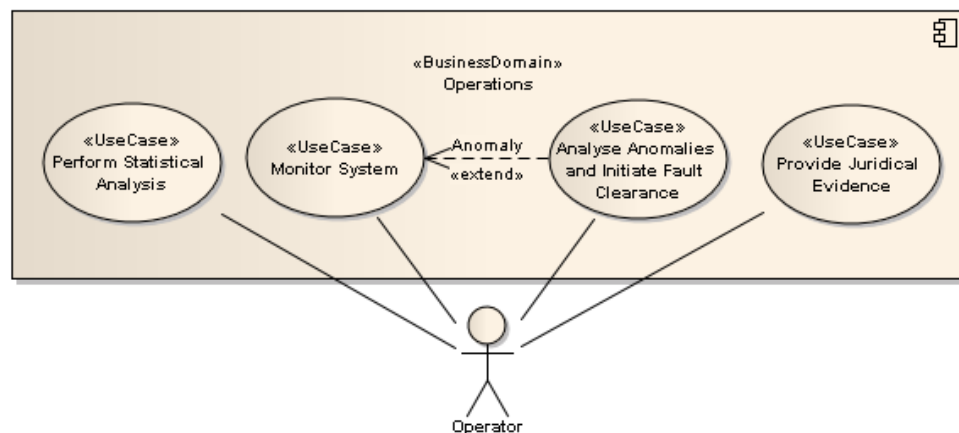 «BusinessDomain»
Operations
«UseCase»
Perform Statistical
Analysis
«UseCase»
Monitor System
Anomaly
«extend»
«UseCase»
Analyse Anomalies
and Initiate Fault
Clearance
«UseCase»
Provide Juridical
Evidence
Operator